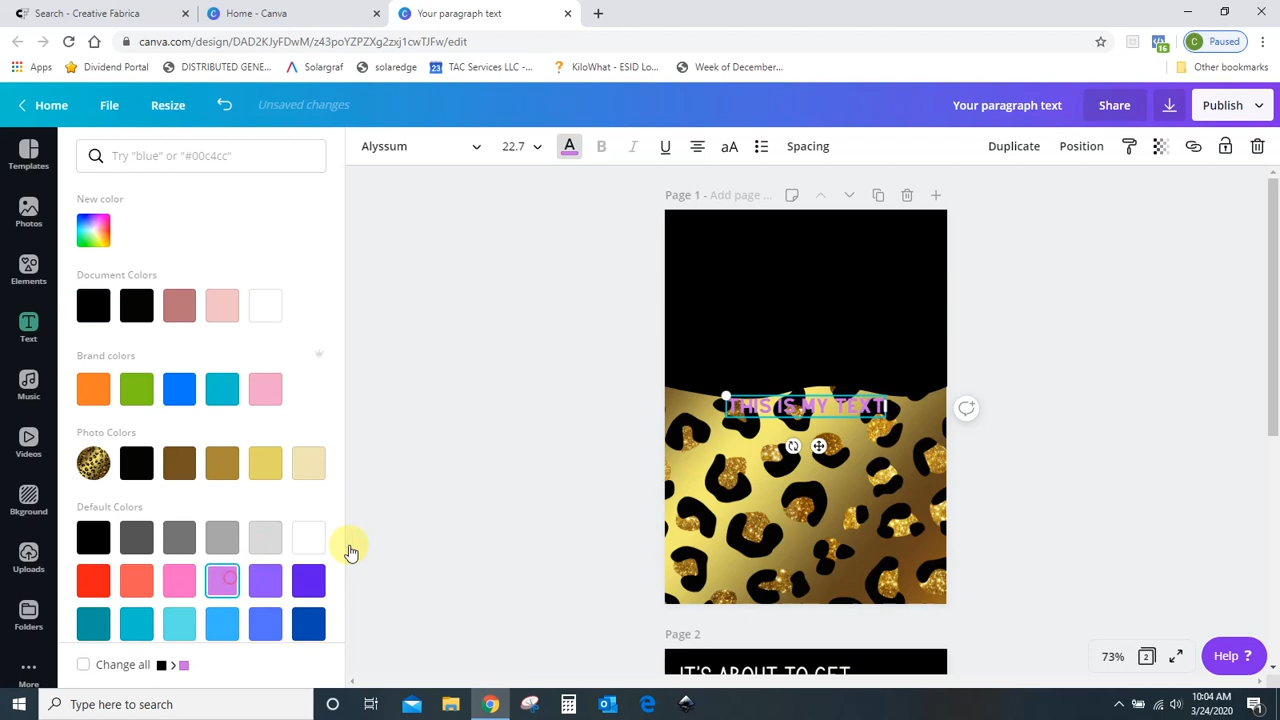 Search - Creative Fabrica
Home - Canva
Your paragraph text
canva.com/design/DAD2KJyFDwM/z43poYZPZXg2zxj1cwTJFw/edit
16
C Paused
Apps
Dividend Portal
DISTRIBUTED GENE...
Solargraf
solaredge
23 TAC Services LLC -...
KiloWhat - ESID Lo...
Week of December...
Other bookmarks
Home
File
Resize
Unsaved changes
Your paragraph text
Share
Publish
Templates
Photos
Elements
Text
Music
Videos
Bkground
Uploads
Folders
More
Try "blue" or "#00c4cc"
New color
Document Colors
Brand colors
Photo Colors
Default Colors
Change all
Alyssum
22.7
A
B
I
U
aA
Spacing
Duplicate
Position
Page 1 - Add page ...
THIS IS MY TEXT
Page 2
IT'S ABOUT TO GET
73%
2
Help ?
Type here to search
10:04 AM
3/24/2020
1